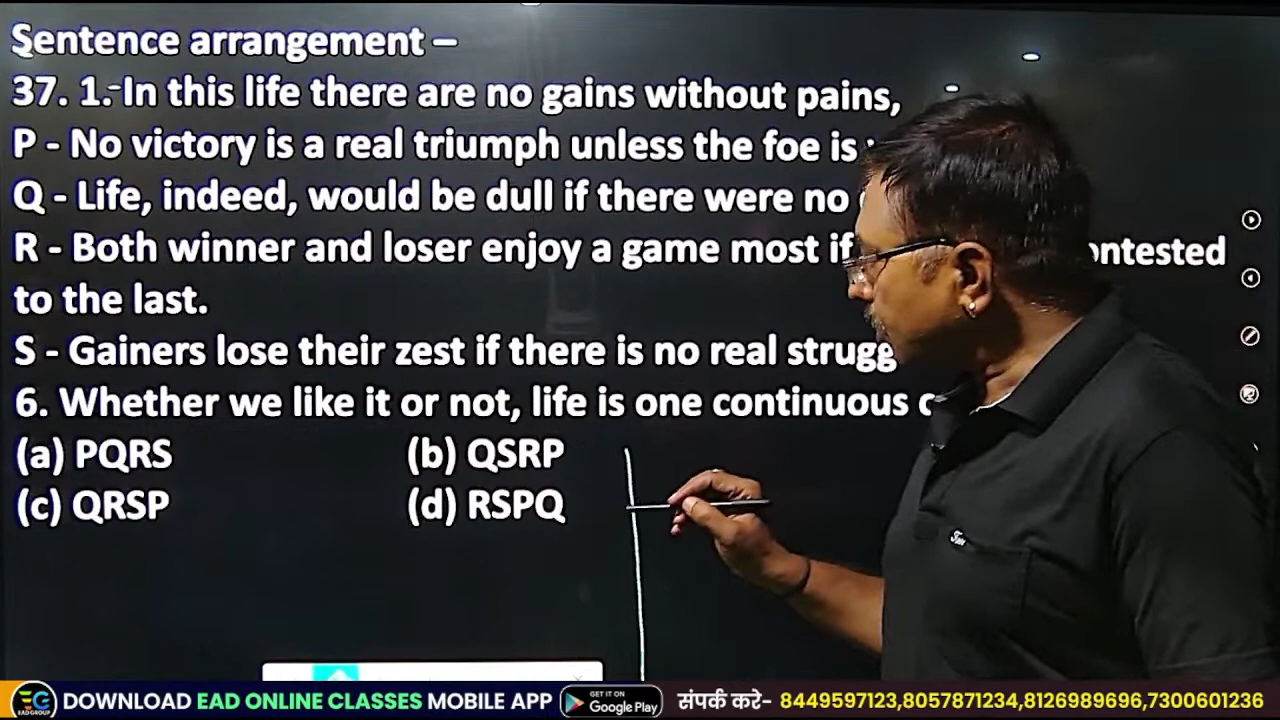 Sentence arrangement –
37. 1.-In this life there are no gains without pains,
P - No victory is a real triumph unless the foe is
Q - Life, indeed, would be dull if there were no
R - Both winner and loser enjoy a game most if
to the last.
S - Gainers lose their zest if there is no real
6. Whether we like it or not, life is one continuous
(a) PQRS (b) QSRP
(c) QRSP (d) RSPQ
EG EAD GROUP DOWNLOAD EAD ONLINE CLASSES MOBILE APP GET IT ON Google Play संपर्क करे- 8449597123,8057871234,8126989696,7300601236